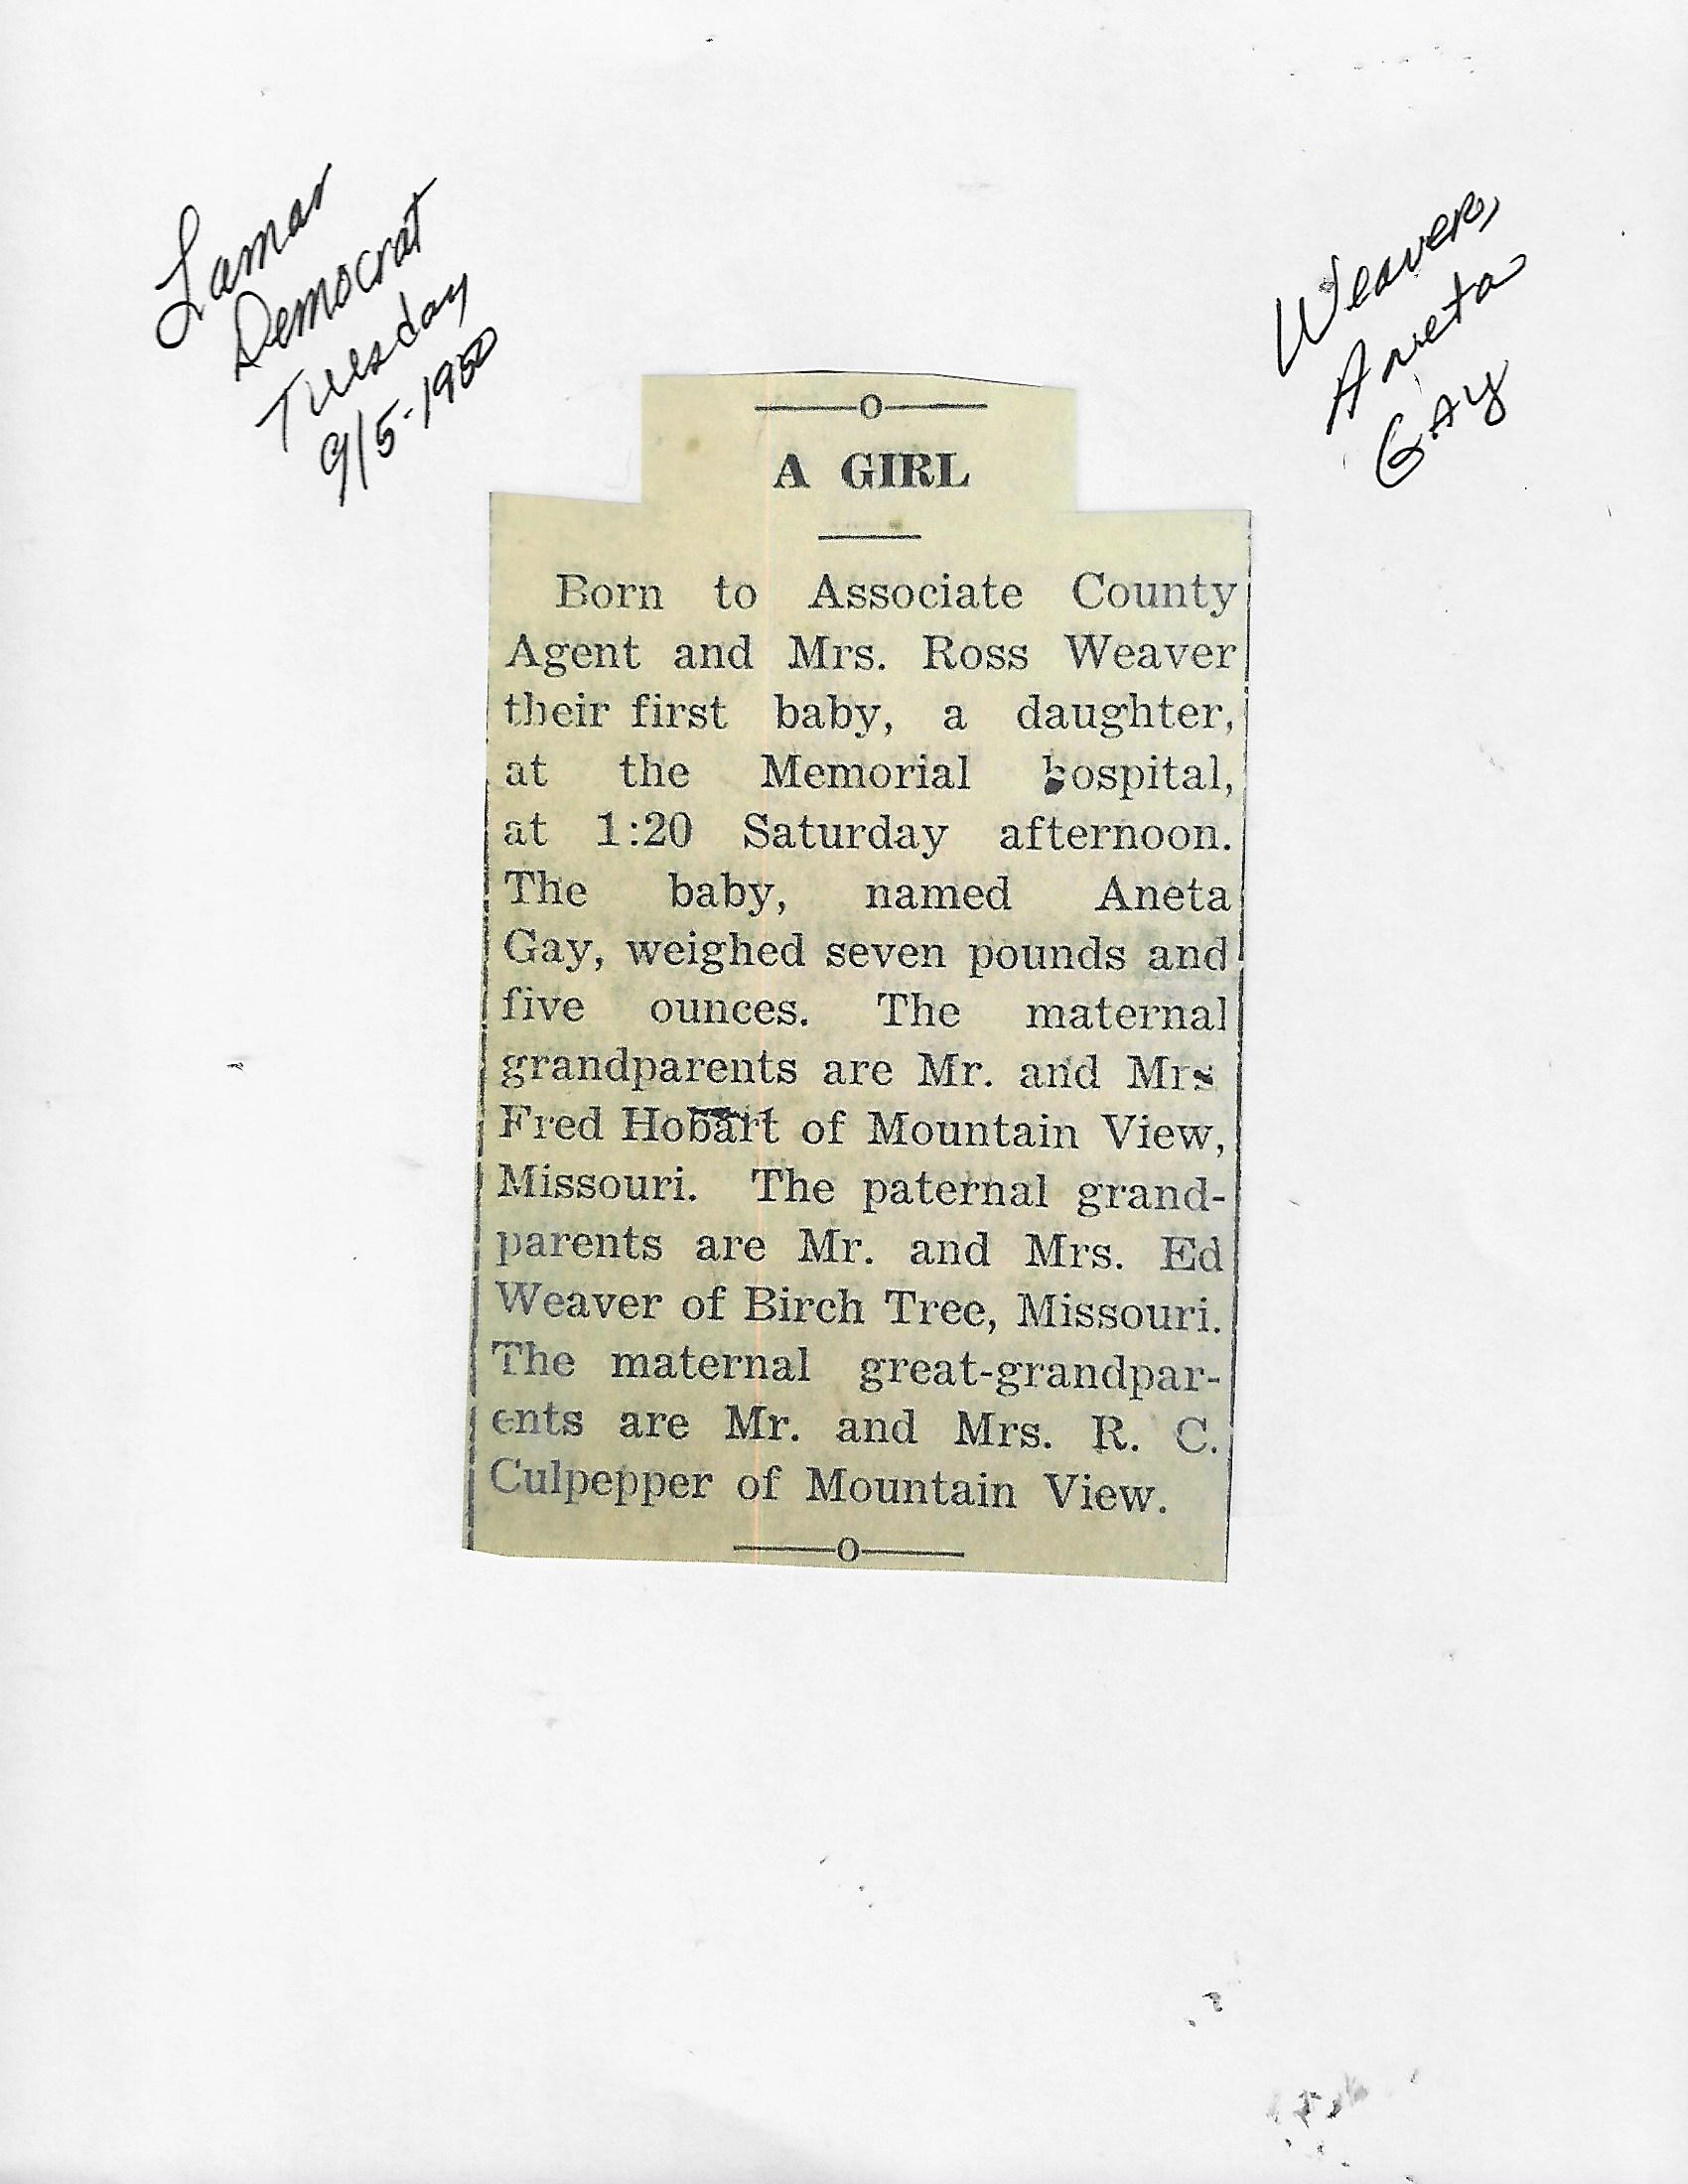 Lamar
Democrat
Tuesday
9/5-1950
Weaver,
Aneta
Gay
A GIRL
Born to Associate County
Agent and Mrs. Ross Weaver
their first baby, a daughter,
at the Memorial hospital,
at 1:20 Saturday afternoon.
The baby, named Aneta
Gay, weighed seven pounds and
five ounces. The maternal
grandparents are Mr. and Mrs
Fred Hobart of Mountain View,
Missouri. The paternal grand-
parents are Mr. and Mrs. Ed
Weaver of Birch Tree, Missouri.
The maternal great-grandpar-
ents are Mr. and Mrs. R. C.
Culpepper of Mountain View.